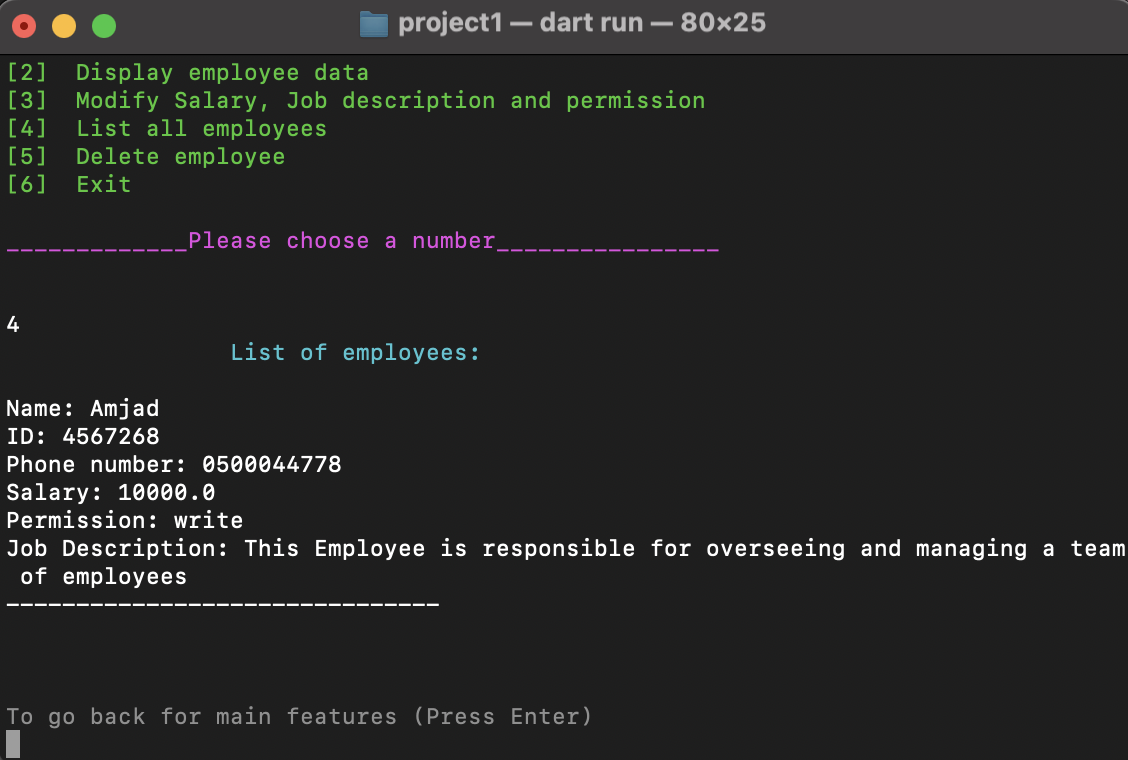 project1 — dart run — 80×25
[2]  Display employee data
[3]  Modify Salary, Job description and permission
[4]  List all employees
[5]  Delete employee
[6]  Exit
_____________Please choose a number________________
4
List of employees:
Name: Amjad
ID: 4567268
Phone number: 0500044778
Salary: 10000.0
Permission: write
Job Description: This Employee is responsible for overseeing and managing a team
of employees
-------------------------------
To go back for main features (Press Enter)